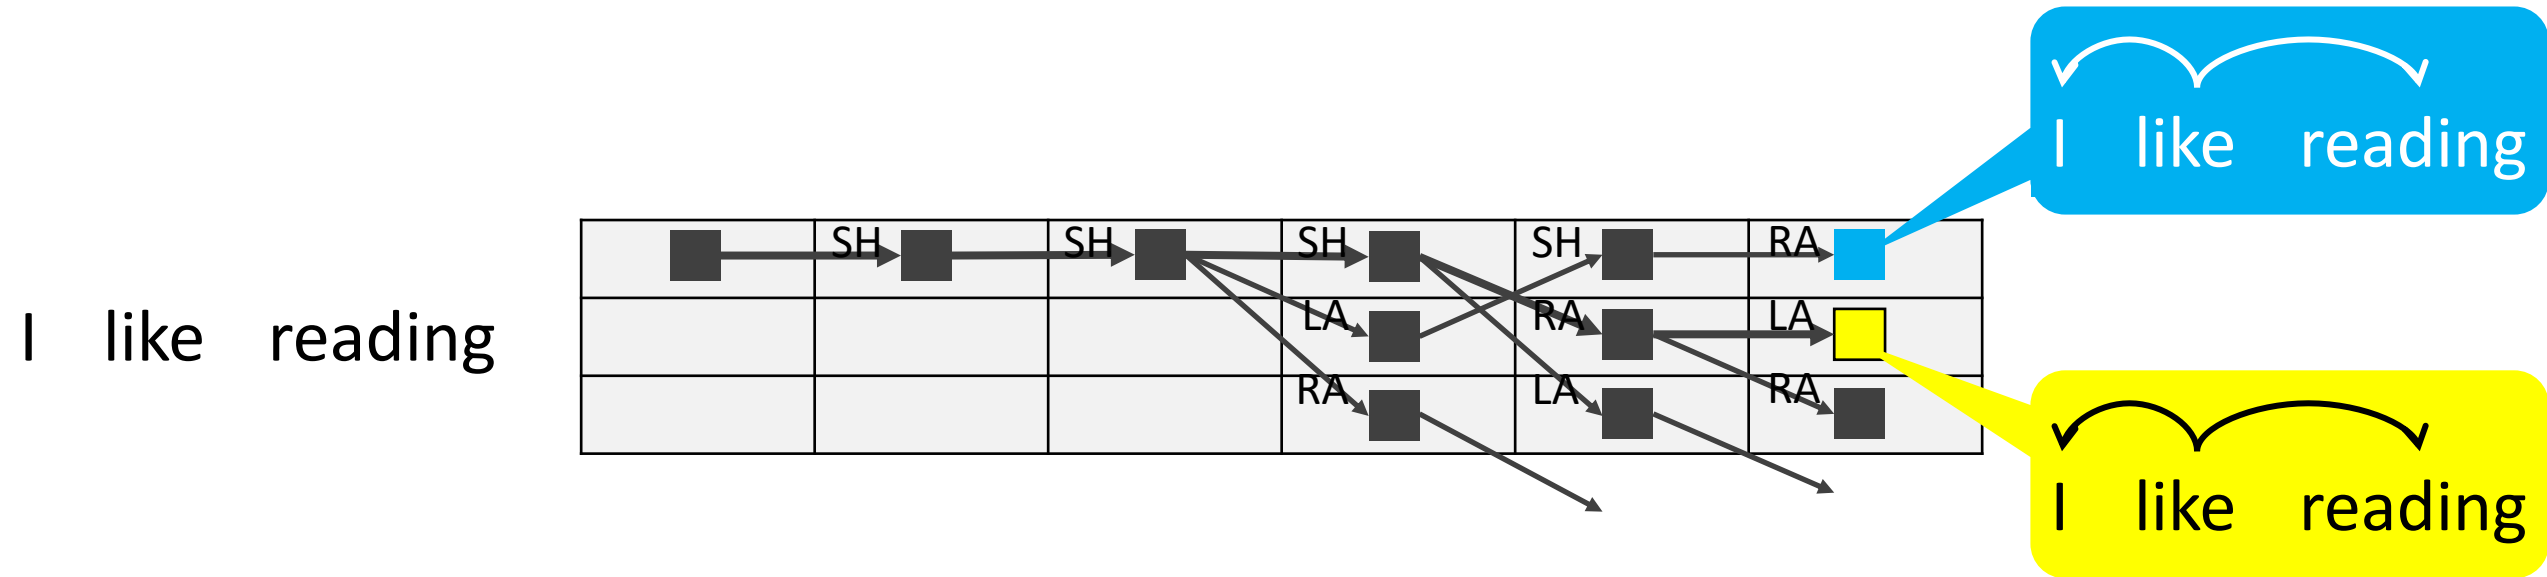 I like reading
SH SH SH SH RA
LA RA LA
RA LA RA
I like reading
I like reading